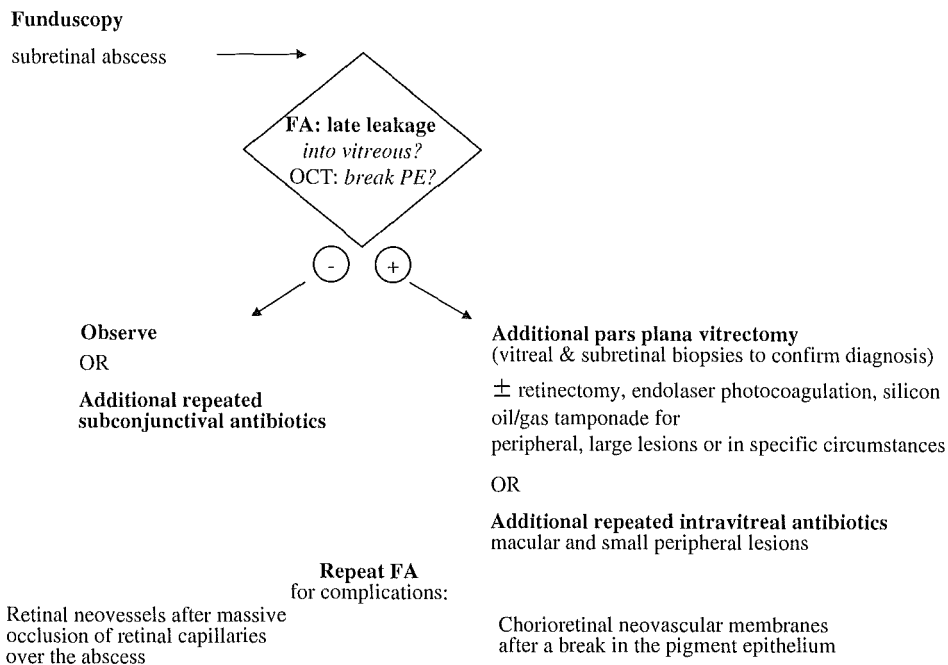 Funduscopy
subretinal abscess
FA: late leakage
into vitreous?
OCT: break PE?
-
+
Observe
OR
Additional repeated
subconjunctival antibiotics
Additional pars plana vitrectomy
(vitreal & subretinal biopsies to confirm diagnosis)
± retinectomy, endolaser photocoagulation, silicon
oil/gas tamponade for
peripheral, large lesions or in specific circumstances
OR
Additional repeated intravitreal antibiotics
macular and small peripheral lesions
Repeat FA
for complications:
Retinal neovessels after massive
occlusion of retinal capillaries
over the abscess
Chorioretinal neovascular membranes
after a break in the pigment epithelium